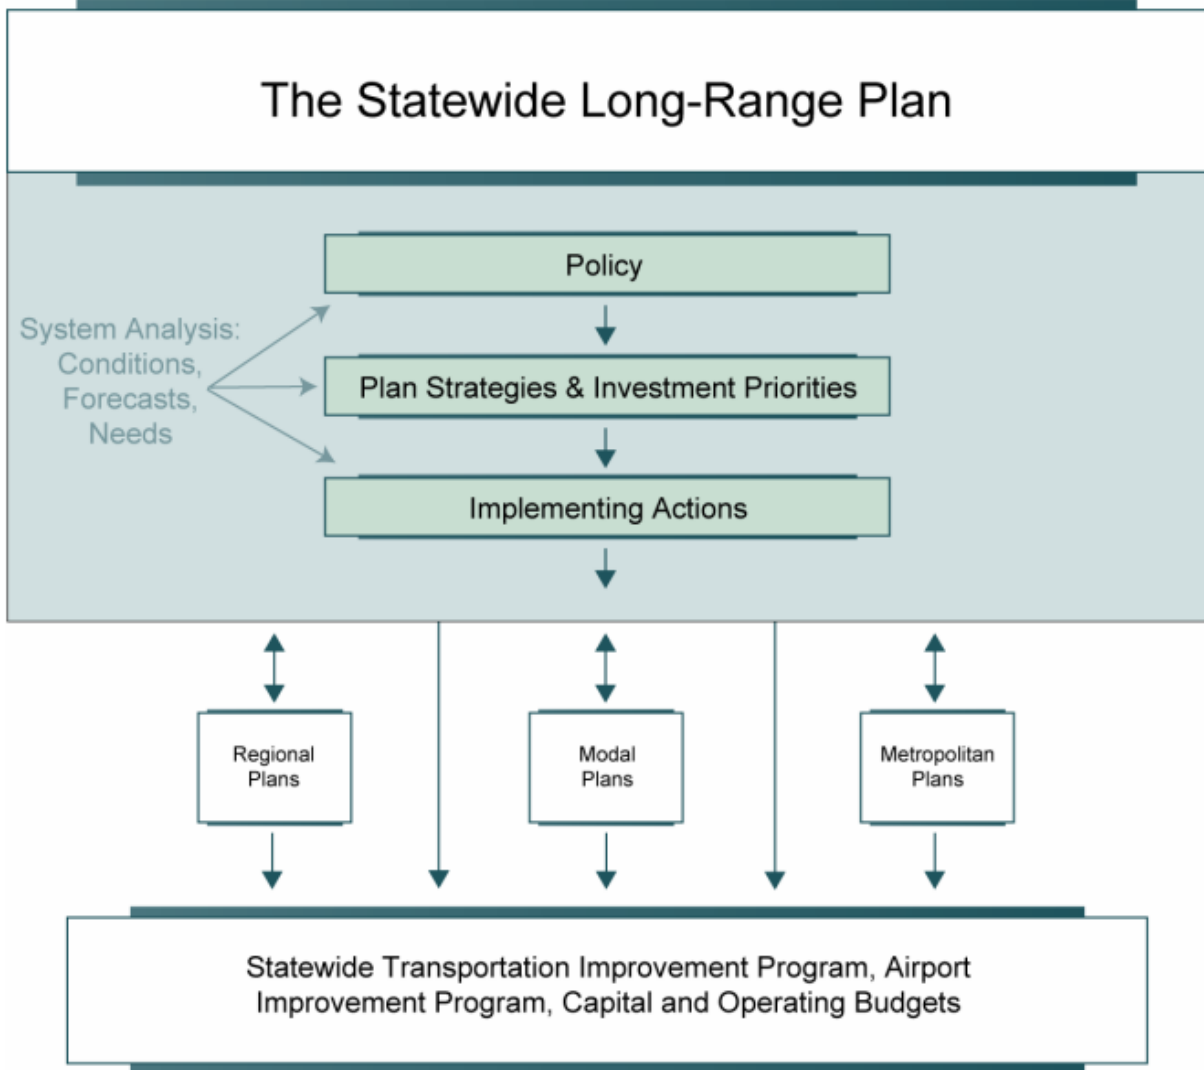 The Statewide Long-Range Plan
Policy
System Analysis:
Conditions,
Forecasts,
Needs
Plan Strategies & Investment Priorities
Implementing Actions
Regional
Plans
Modal
Plans
Metropolitan
Plans
Statewide Transportation Improvement Program, Airport
Improvement Program, Capital and Operating Budgets